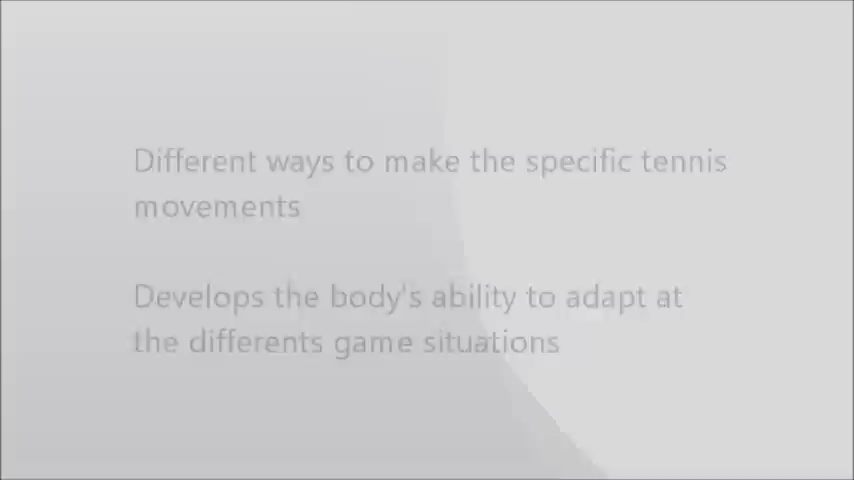 Different ways to make the specific tennis
movements
Develops the body's ability to adapt at
the differents game situations